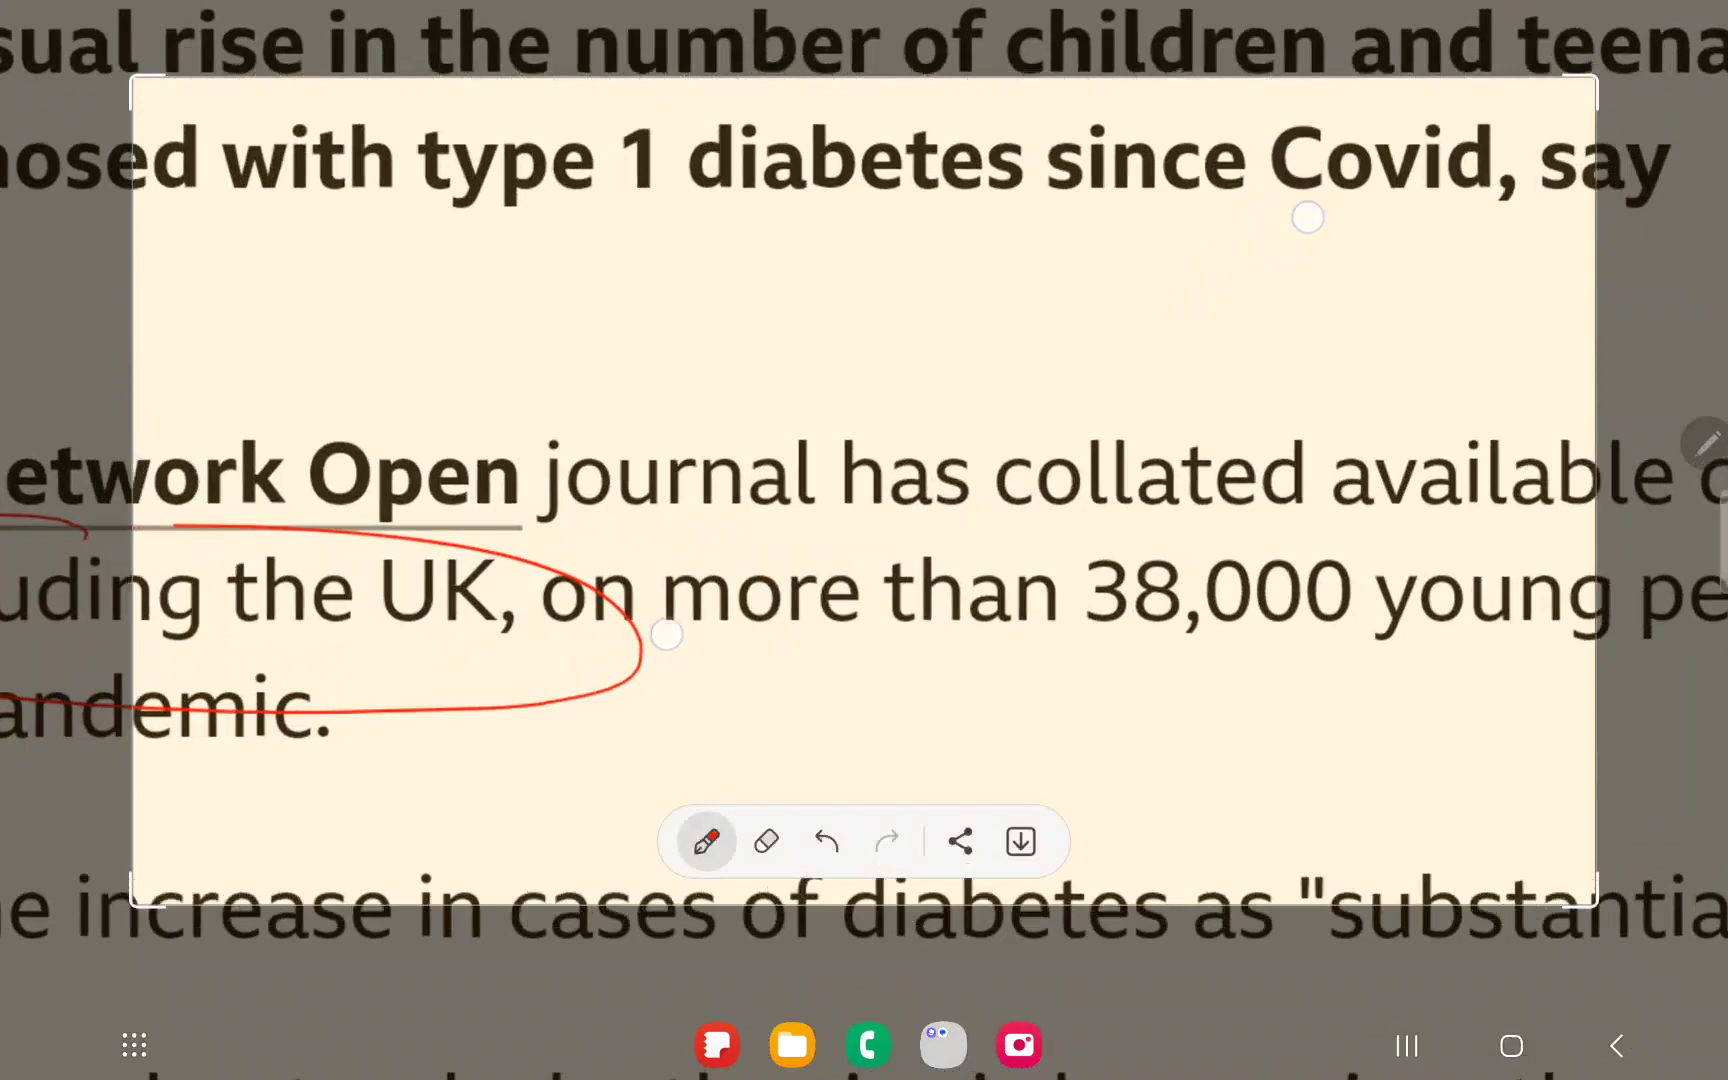 sual rise in the number of children and teena
nosed with type 1 diabetes since Covid, say
etwork Open journal has collated available
uding the UK, on more than 38,000 young pe
andemic.
e increase in cases of diabetes as "substantia